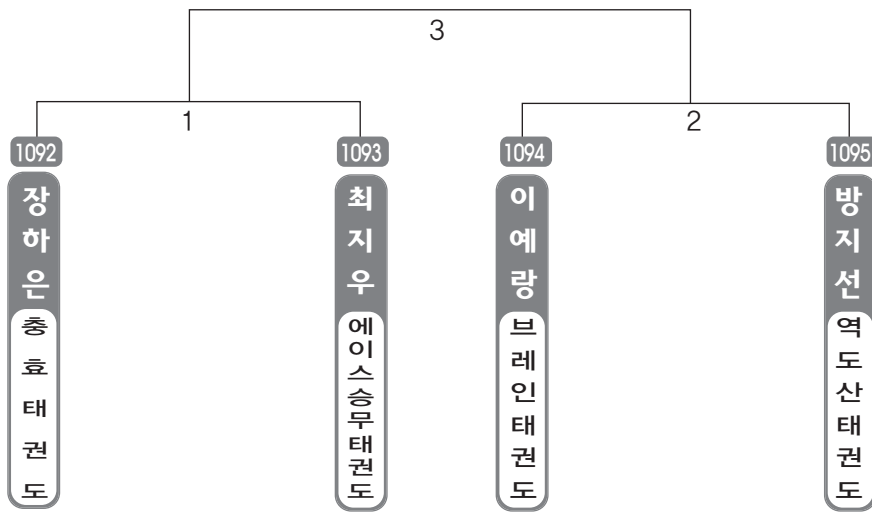 3
1
2
1092
1093
1094
1095
장하은
최지우
이예랑
방지선
충효태권도
에이스승무태권도
브레인태권도
역도산태권도